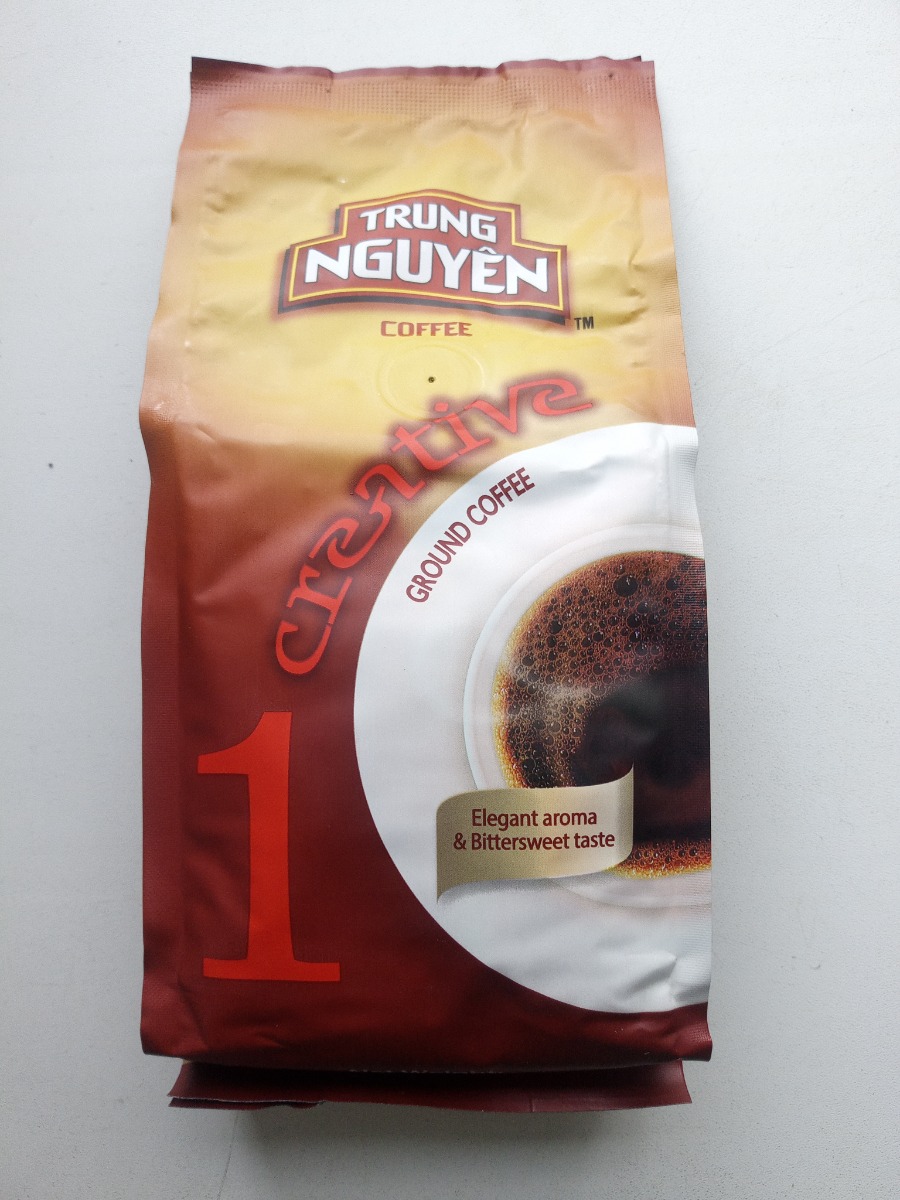 TRUNG
NGUYÊN
TM
COFFEE
creative
GROUND COFFEE
1
Elegant aroma
& Bittersweet taste